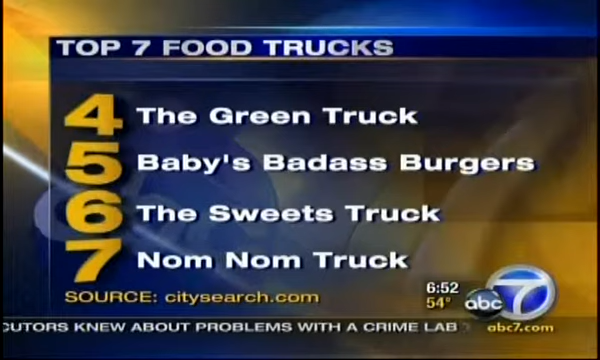 TOP 7 FOOD TRUCKS
4 The Green Truck
5 Baby's Badass Burgers
6 The Sweets Truck
7 Nom Nom Truck
SOURCE: citysearch.com
6:52
54°
abc 7
CUTORS KNEW ABOUT PROBLEMS WITH A CRIME LAB
abc7.com